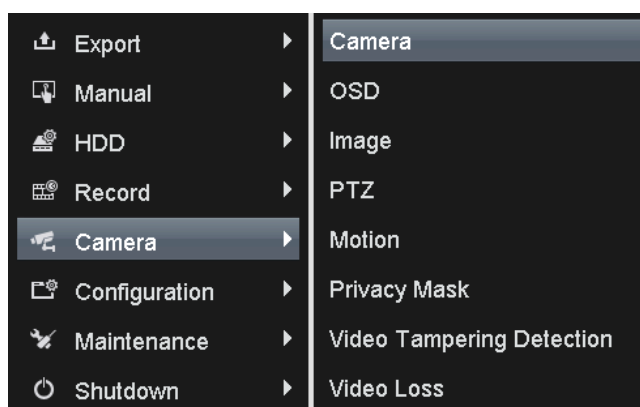 Export
Manual
HDD
Record
Camera
Configuration
Maintenance
Shutdown
Camera
OSD
Image
PTZ
Motion
Privacy Mask
Video Tampering Detection
Video Loss